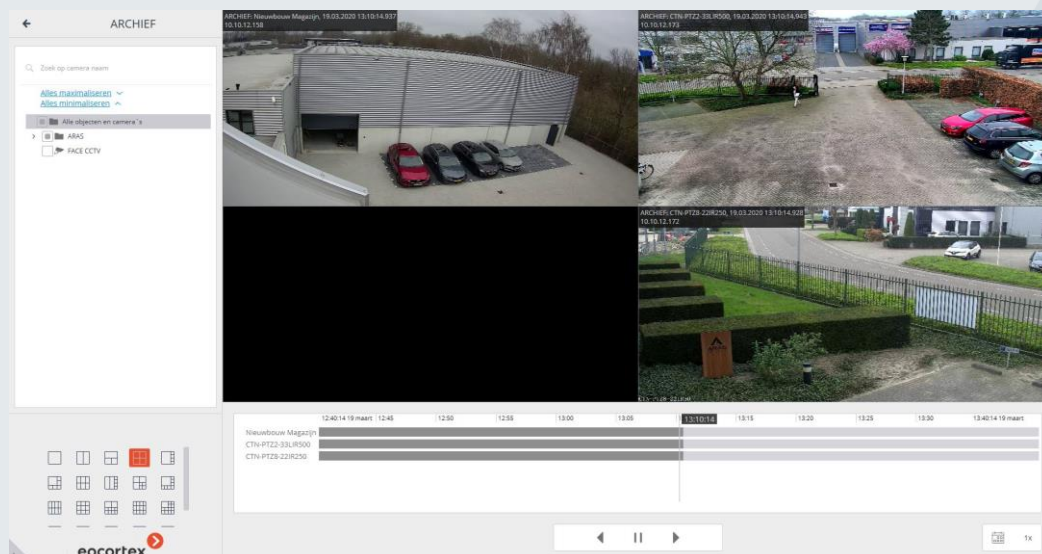 ARCHIEF
Zoek op camera naam
Alles maximaliseren
Alles minimaliseren
Alle objecten en camera`s
ARAS
FACE CCTV
eocortex
ARCHIEF: Nieuwbouw Magazijn, 19.03.2020 13:10:14.937
10.10.12.158
ARCHIEF: CTN-PTZ2-33LIR500, 19.03.2020 13:10:14.943
10.10.12.173
ARCHIEF: CTN-PTZ8-22IR250, 19.03.2020 13:10:14.928
10.10.12.172
12:40:14 19 maart 12:45 12:50 12:55 13:00 13:05 13:10:14 13:15 13:20 13:25 13:30 13:40:14 19 maart
Nieuwbouw Magazijn
CTN-PTZ2-33LIR500
CTN-PTZ8-22IR250
1x